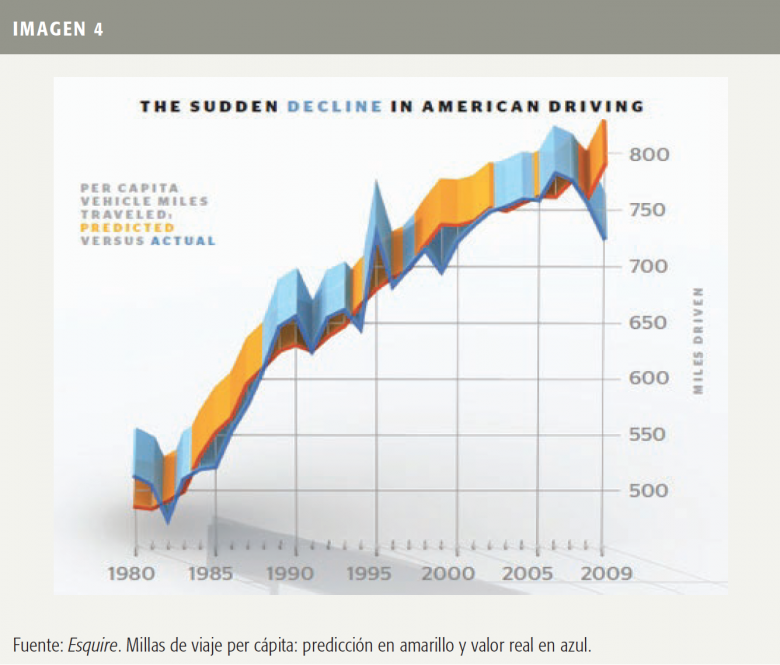 IMAGEN 4
THE SUDDEN DECLINE IN AMERICAN DRIVING
PER CAPITA
VEHICLE MILES
TRAVELED:
PREDICTED
VERSUS ACTUAL
800
750
700
650
600
550
500
MILES DRIVEN
1980 1985 1990 1995 2000 2005 2009
Fuente: Esquire. Millas de viaje per cápita: predicción en amarillo y valor real en azul.